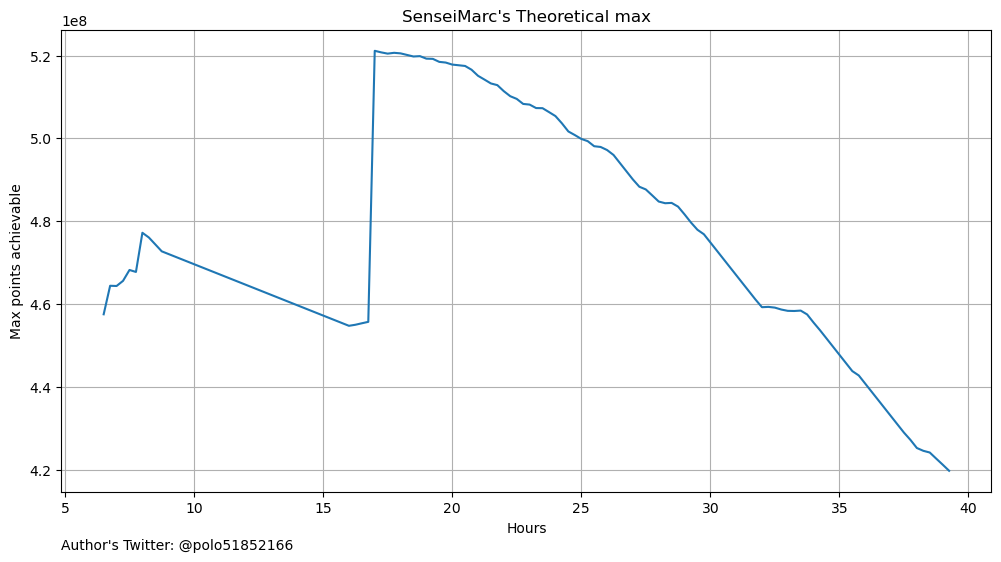 SenseiMarc's Theoretical max
1e8
5.2
5.0
4.8
4.6
4.4
4.2
Max points achievable
5 10 15 20 25 30 35 40
Hours
Author's Twitter: @polo51852166